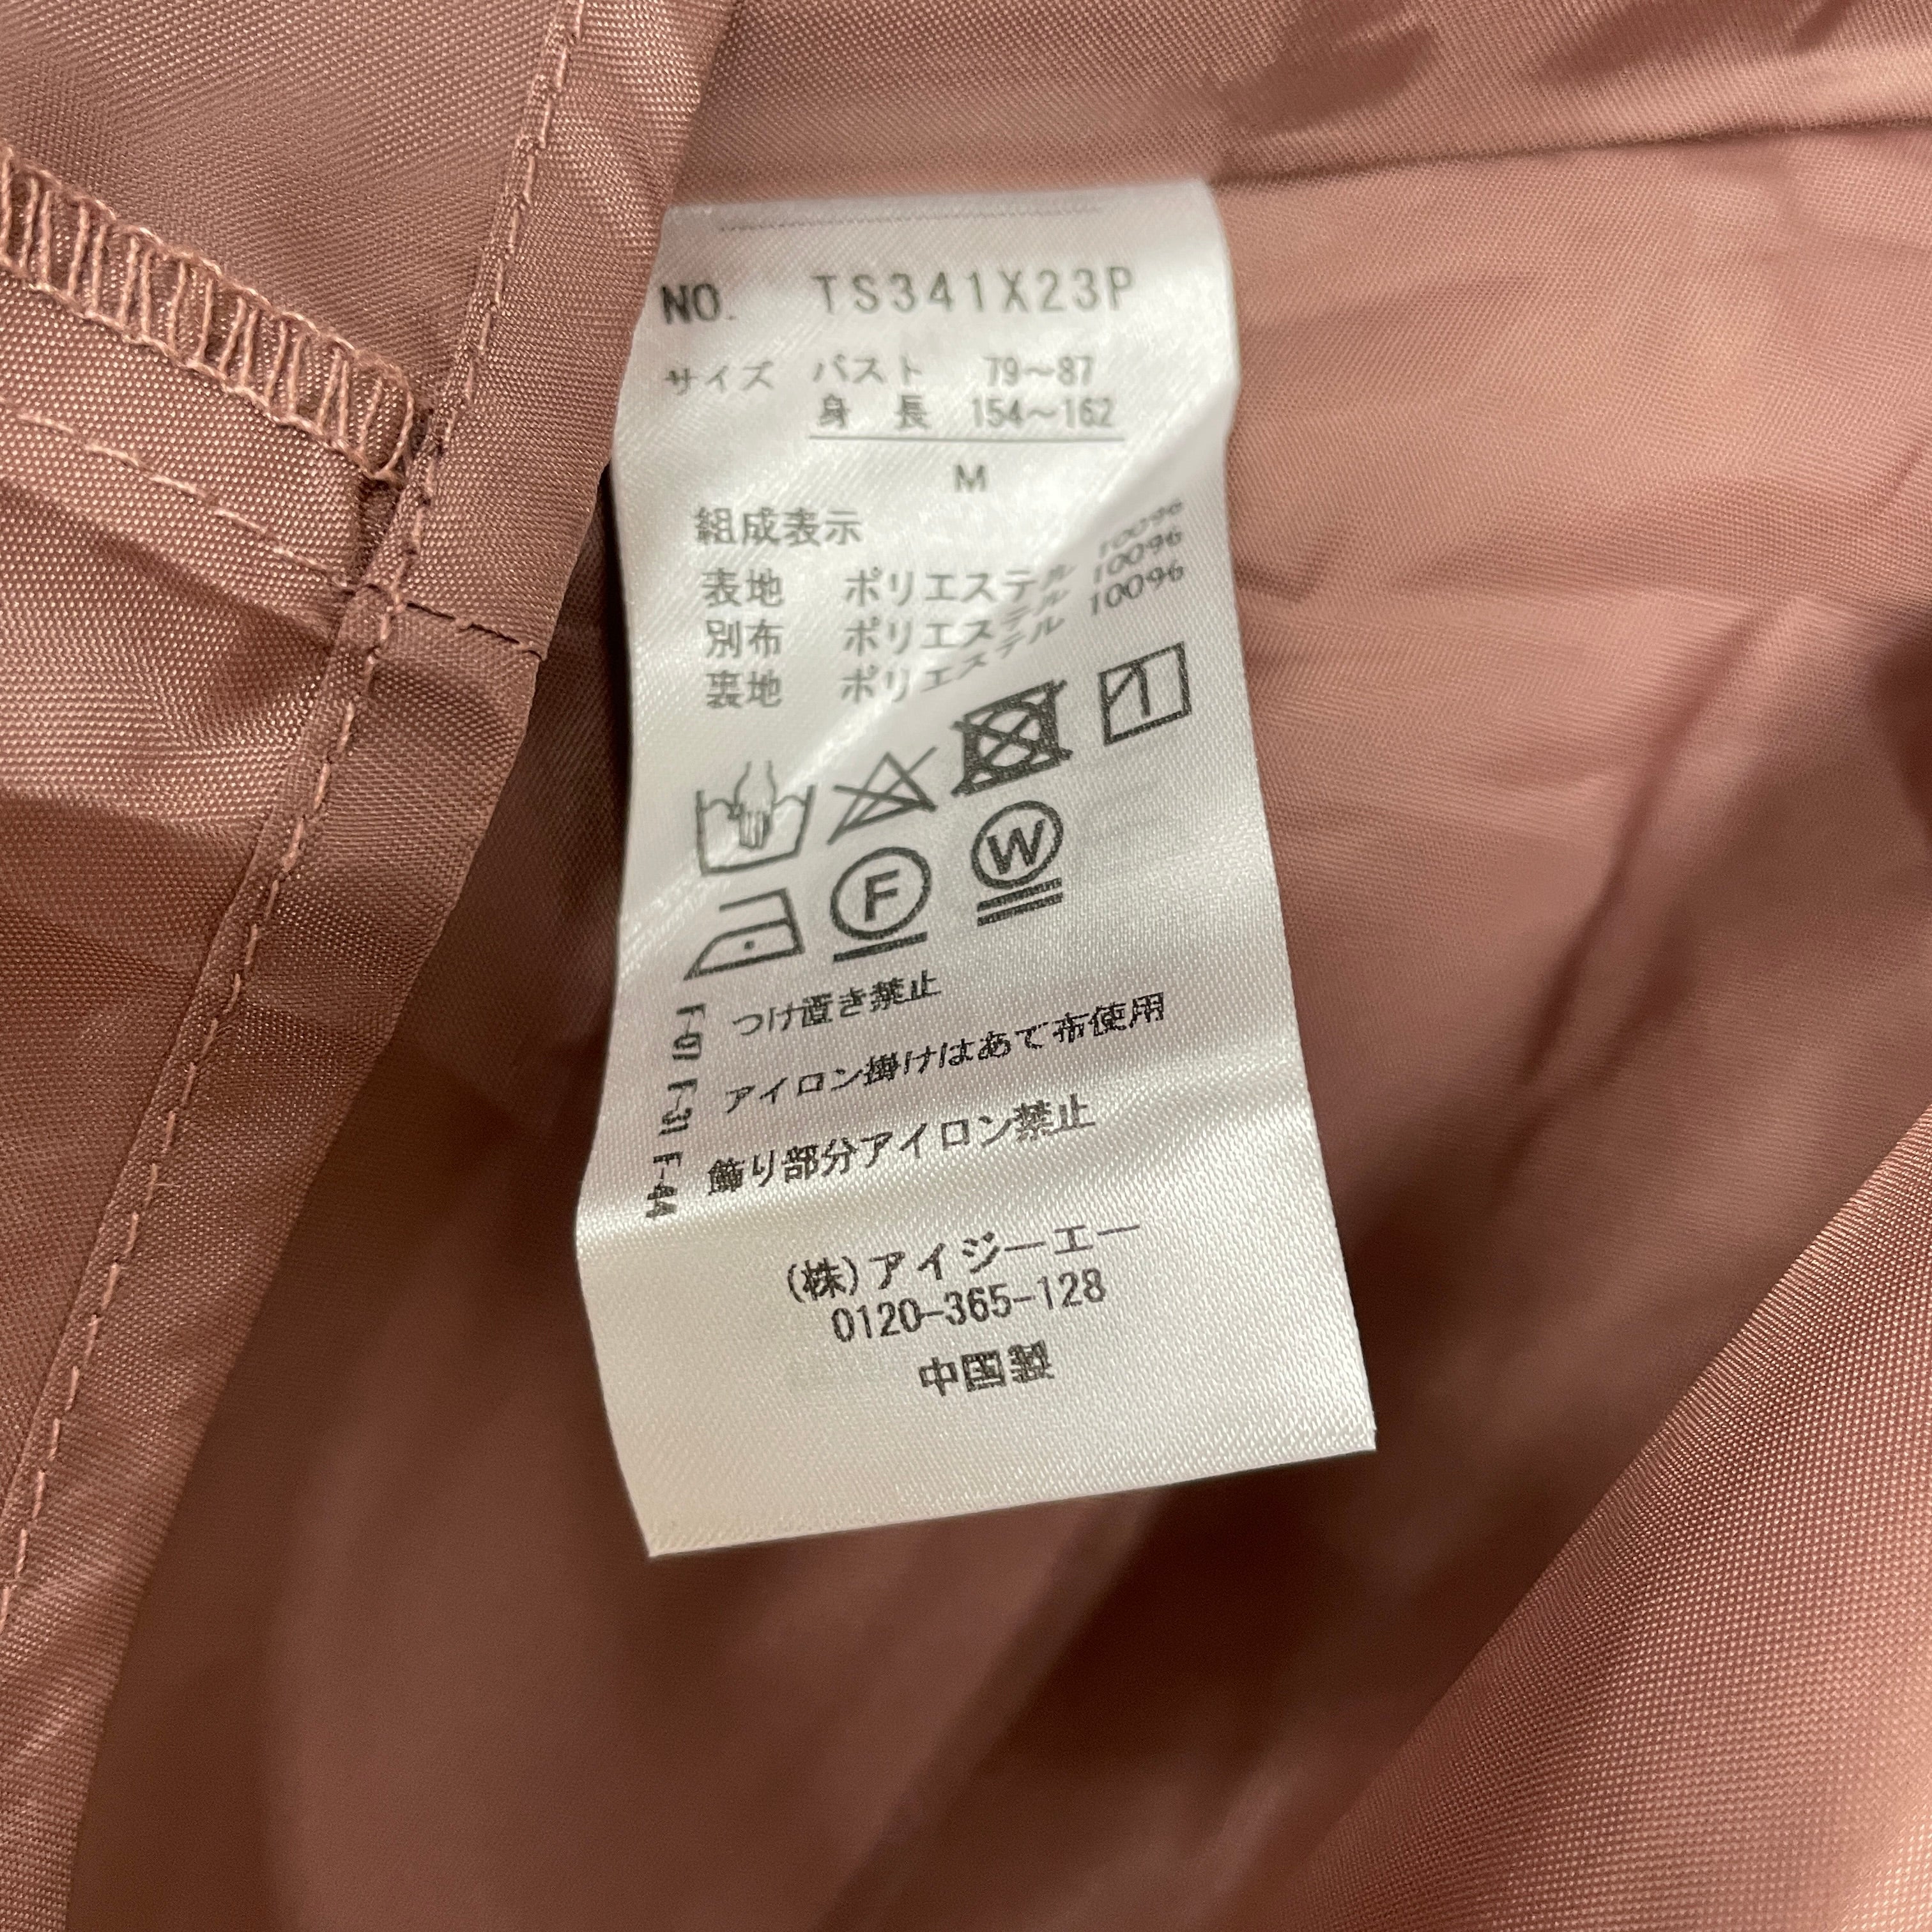 NO. TS341X23P
サイズ バスト 79～87
身 長 154～162
M
組成表示
表地 ポリエステル 100%
別布 ポリエステル 100%
裏地 ポリエステル 100%
F
W
つけ置き禁止
アイロン掛けはあて布使用
飾り部分アイロン禁止
F-01 F-31 F-44
(株)アイジーエー
0120-365-128
中国製